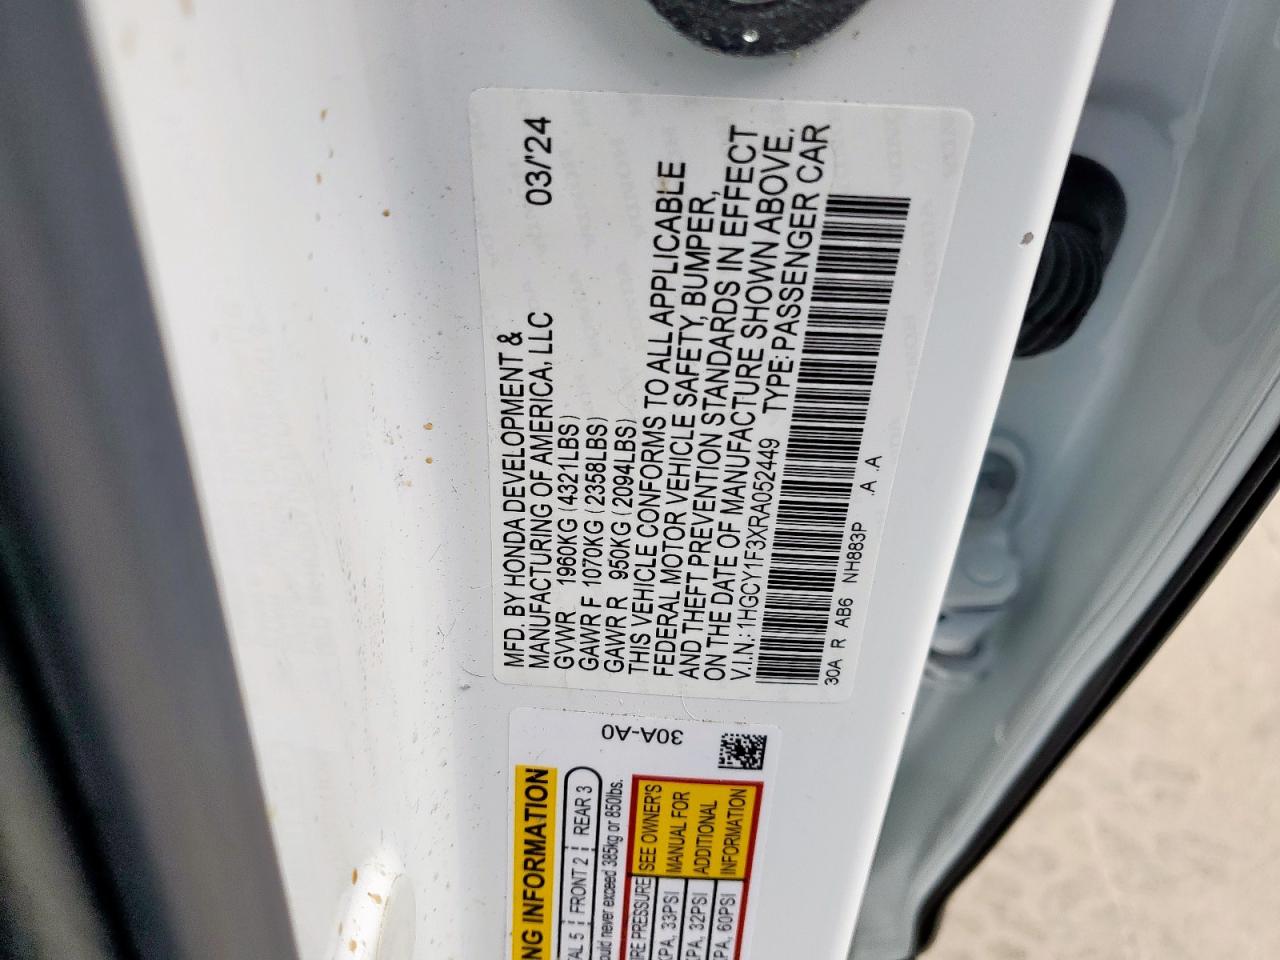 MFD. BY HONDA DEVELOPMENT &
MANUFACTURING OF AMERICA, LLC 03/'24
GVWR 1960KG (4321LBS)
GAWR F 1070KG (2358LBS)
GAWR R 950KG (2094LBS)
THIS VEHICLE CONFORMS TO ALL APPLICABLE
FEDERAL MOTOR VEHICLE SAFETY, BUMPER,
AND THEFT PREVENTION STANDARDS IN EFFECT
ON THE DATE OF MANUFACTURE SHOWN ABOVE.
V.I.N.: 1HGCY1F3XRA052449 TYPE: PASSENGER CAR
30A R AB6 NH883P .A .A
30A-A0
NG INFORMATION
TAL 5 FRONT 2 REAR 3
ould never exceed 385kg or 850lbs.
IRE PRESSURE SEE OWNER'S
KPA, 33PSI MANUAL FOR
KPA, 32PSI ADDITIONAL
KPA, 60PSI INFORMATION